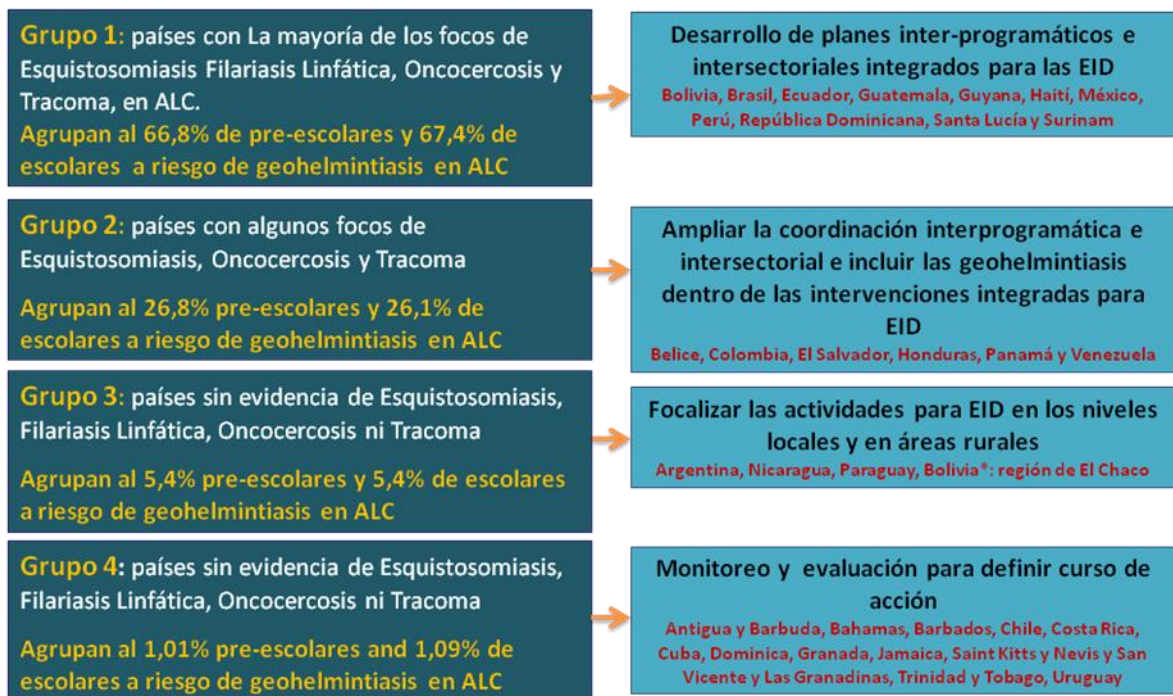 Grupo 1: países con La mayoría de los focos de
Esquistosomiasis Filariasis Linfática, Oncocercosis y
Tracoma, en ALC.
Agrupan al 66,8% de pre-escolares y 67,4% de
escolares a riesgo de geohelmintiasis en ALC
Desarrollo de planes inter-programáticos e
intersectoriales integrados para las EID
Bolivia, Brasil, Ecuador, Guatemala, Guyana, Haití, México,
Perú, República Dominicana, Santa Lucía y Surinam
Grupo 2: países con algunos focos de
Esquistosomiasis, Oncocercosis y Tracoma
Agrupan al 26,8% pre-escolares y 26,1% de
escolares a riesgo de geohelmintiasis en ALC
Ampliar la coordinación interprogramática e
intersectorial e incluir las geohelmintiasis
dentro de las intervenciones integradas para
EID
Belice, Colombia, El Salvador, Honduras, Panamá y Venezuela
Grupo 3: países sin evidencia de Esquistosomiasis,
Filariasis Linfática, Oncocercosis ni Tracoma
Agrupan al 5,4% pre-escolares y 5,4% de escolares
a riesgo de geohelmintiasis en ALC
Focalizar las actividades para EID en los niveles
locales y en áreas rurales
Argentina, Nicaragua, Paraguay, Bolivia*: región de El Chaco
Grupo 4: países sin evidencia de Esquistosomiasis,
Filariasis Linfática, Oncocercosis ni Tracoma
Agrupan al 1,01% pre-escolares and 1,09% de
escolares a riesgo de geohelmintiasis en ALC
Monitoreo y evaluación para definir curso de
acción
Antigua y Barbuda, Bahamas, Barbados, Chile, Costa Rica,
Cuba, Dominica, Granada, Jamaica, Saint Kitts y Nevis y San
Vicente y Las Granadinas, Trinidad y Tobago, Uruguay